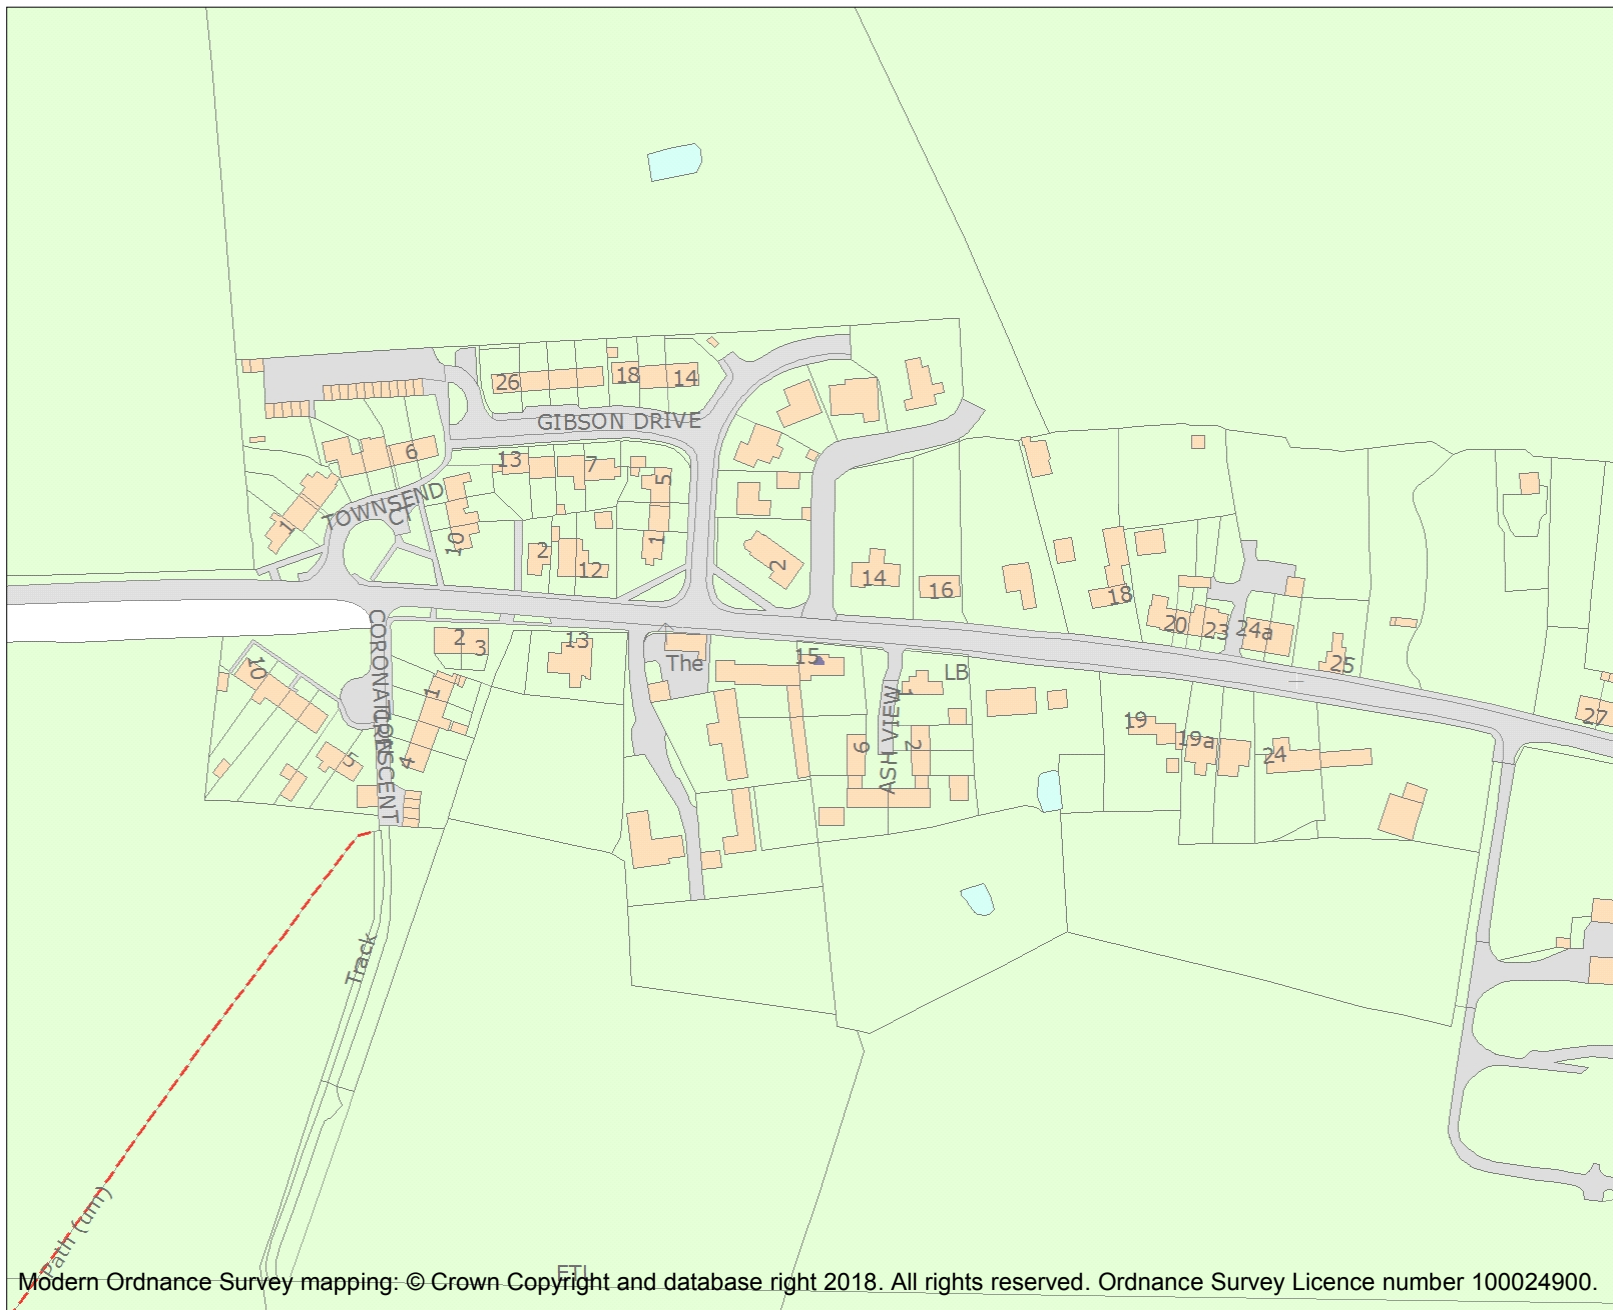 26
18
14
GIBSON DRIVE
6
13
7
5
TOWNSEND
CT
1
10
2
12
1
2
14
16
18
20
23
24a
25
27
CORONATION
CRESCENT
10
2
3
13
The
15
LB
1
1
4
5
6
2
ASH VIEW
19
19a
24
Track
Path (um)
ETL
Modern Ordnance Survey mapping: © Crown Copyright and database right 2018. All rights reserved. Ordnance Survey Licence number 100024900.